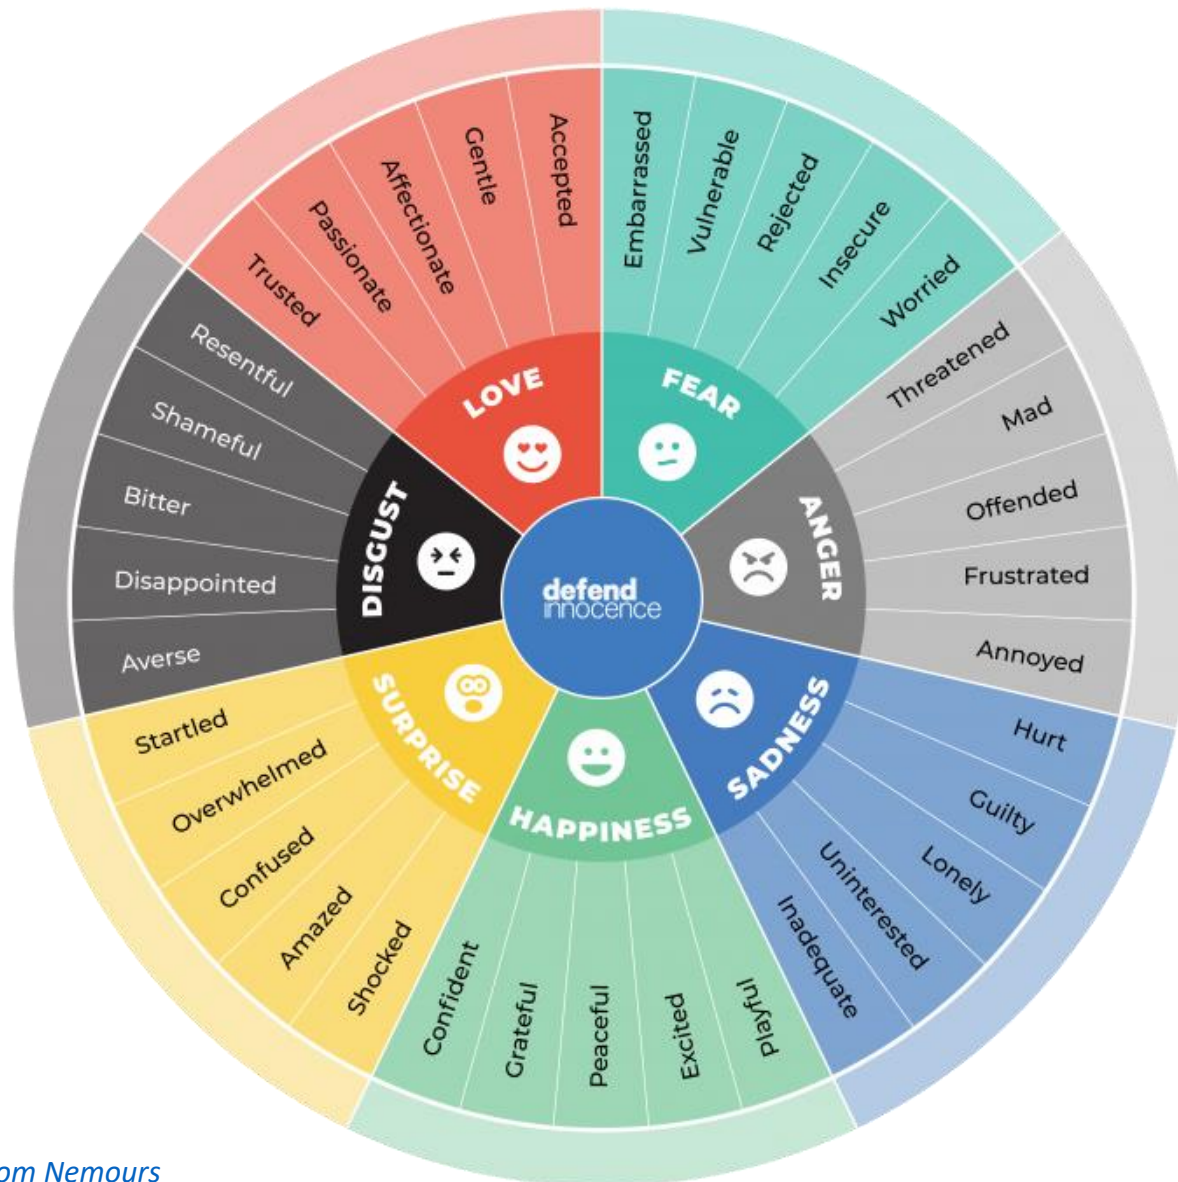 LOVE
Trusted
Passionate
Affectionate
Gentle
Accepted
FEAR
Embarrassed
Vulnerable
Rejected
Insecure
Worried
ANGER
Threatened
Mad
Offended
Frustrated
Annoyed
SADNESS
Hurt
Guilty
Lonely
Uninterested
Inadequate
HAPPINESS
Playful
Excited
Peaceful
Grateful
Confident
SURPRISE
Shocked
Amazed
Confused
Overwhelmed
Startled
DISGUST
Averse
Disappointed
Bitter
Shameful
Resentful
defend
innocence
Nemours